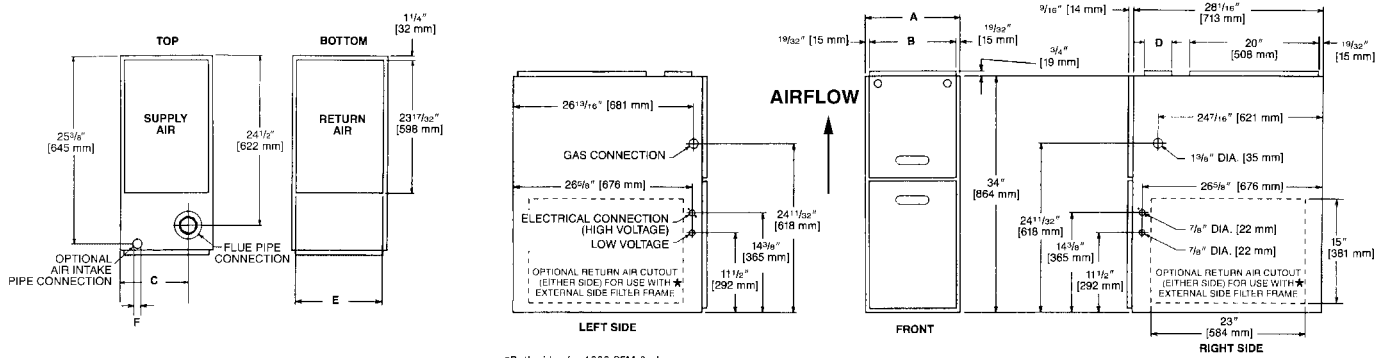 TOP
BOTTOM
1 1/4"
[32 mm]
SUPPLY
AIR
RETURN
AIR
25 3/8"
[645 mm]
24 1/2"
[622 mm]
23 17/32"
[598 mm]
OPTIONAL
AIR INTAKE
PIPE CONNECTION
FLUE PIPE
CONNECTION
C
F
E
26 13/16" [681 mm]
GAS CONNECTION
26 5/8" [676 mm]
ELECTRICAL CONNECTION
(HIGH VOLTAGE)
LOW VOLTAGE
24 11/32"
[618 mm]
14 3/8"
[365 mm]
11 1/2"
[292 mm]
OPTIONAL RETURN AIR CUTOUT
(EITHER SIDE) FOR USE WITH ★
EXTERNAL SIDE FILTER FRAME
LEFT SIDE
AIRFLOW
A
B
19/32" [15 mm]
19/32"
[15 mm]
3/4"
[19 mm]
34"
[864 mm]
FRONT
9/16" [14 mm]
28 1/16"
[713 mm]
D
20"
[508 mm]
19/32"
[15 mm]
24 7/16" [621 mm]
1 3/8" DIA. [35 mm]
26 5/8" [676 mm]
24 11/32"
[618 mm]
14 3/8"
[365 mm]
11 1/2"
[292 mm]
7/8" DIA. [22 mm]
7/8" DIA. [22 mm]
15"
[381 mm]
OPTIONAL RETURN AIR CUTOUT
(EITHER SIDE) FOR USE WITH ★
EXTERNAL SIDE FILTER FRAME
23"
[584 mm]
RIGHT SIDE